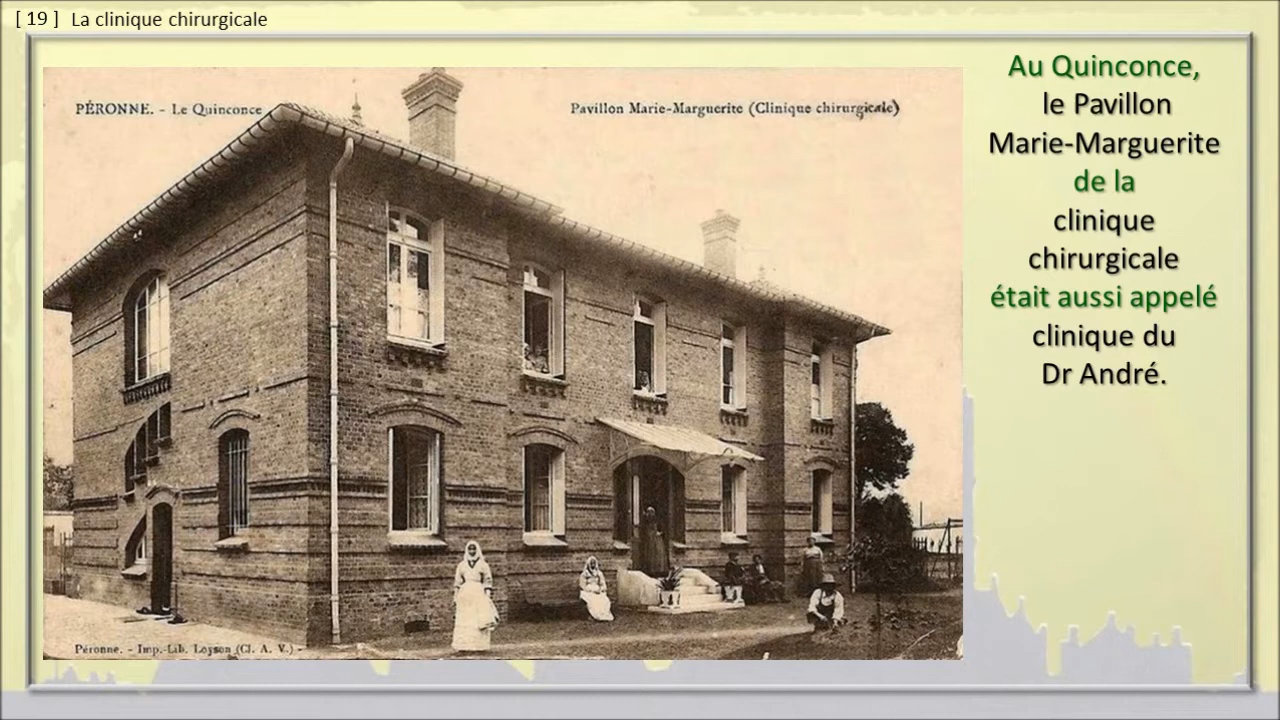 [ 19 ] La clinique chirurgicale
PÉRONNE. - Le Quinconce
Pavillon Marie-Marguerite (Clinique chirurgicale)
Péronne. - Imp.-Lib. Loyson (Cl. A. V.) -
Au Quinconce,
le Pavillon
Marie-Marguerite
de la
clinique
chirurgicale
était aussi appelé
clinique du
Dr André.